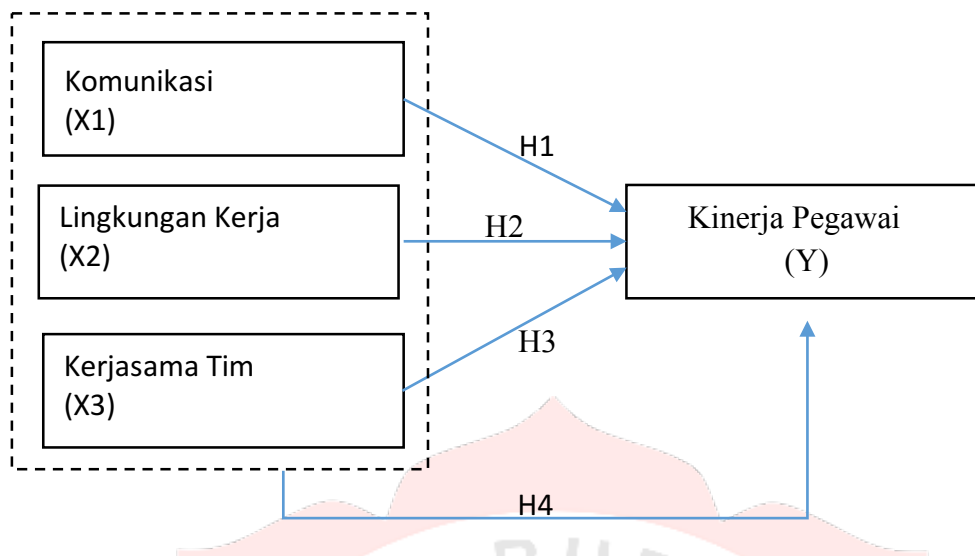 Komunikasi
(X1)
H1
Lingkungan Kerja
(X2)
H2
Kinerja Pegawai
(Y)
H3
Kerjasama Tim
(X3)
H4